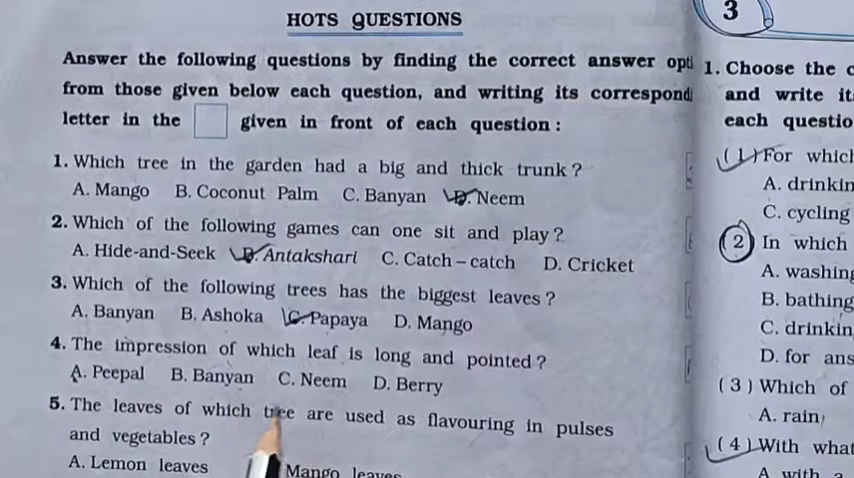 HOTS QUESTIONS
Answer the following questions by finding the correct answer opti
from those given below each question, and writing its correspond
letter in the given in front of each question :
1. Which tree in the garden had a big and thick trunk ?
A. Mango B. Coconut Palm C. Banyan D. Neem
2. Which of the following games can one sit and play ?
A. Hide-and-Seek B. Antakshari C. Catch – catch D. Cricket
3. Which of the following trees has the biggest leaves ?
A. Banyan B. Ashoka C. Papaya D. Mango
4. The impression of which leaf is long and pointed ?
A. Peepal B. Banyan C. Neem D. Berry
5. The leaves of which tree are used as flavouring in pulses
and vegetables ?
A. Lemon leaves Mango leaves
3
1. Choose the c
and write it
each questio
( 1 ) For which
A. drinkin
C. cycling
( 2 ) In which
A. washing
B. bathing
C. drinkin
D. for ans
( 3 ) Which of
A. rain
( 4 ) With what
A with a